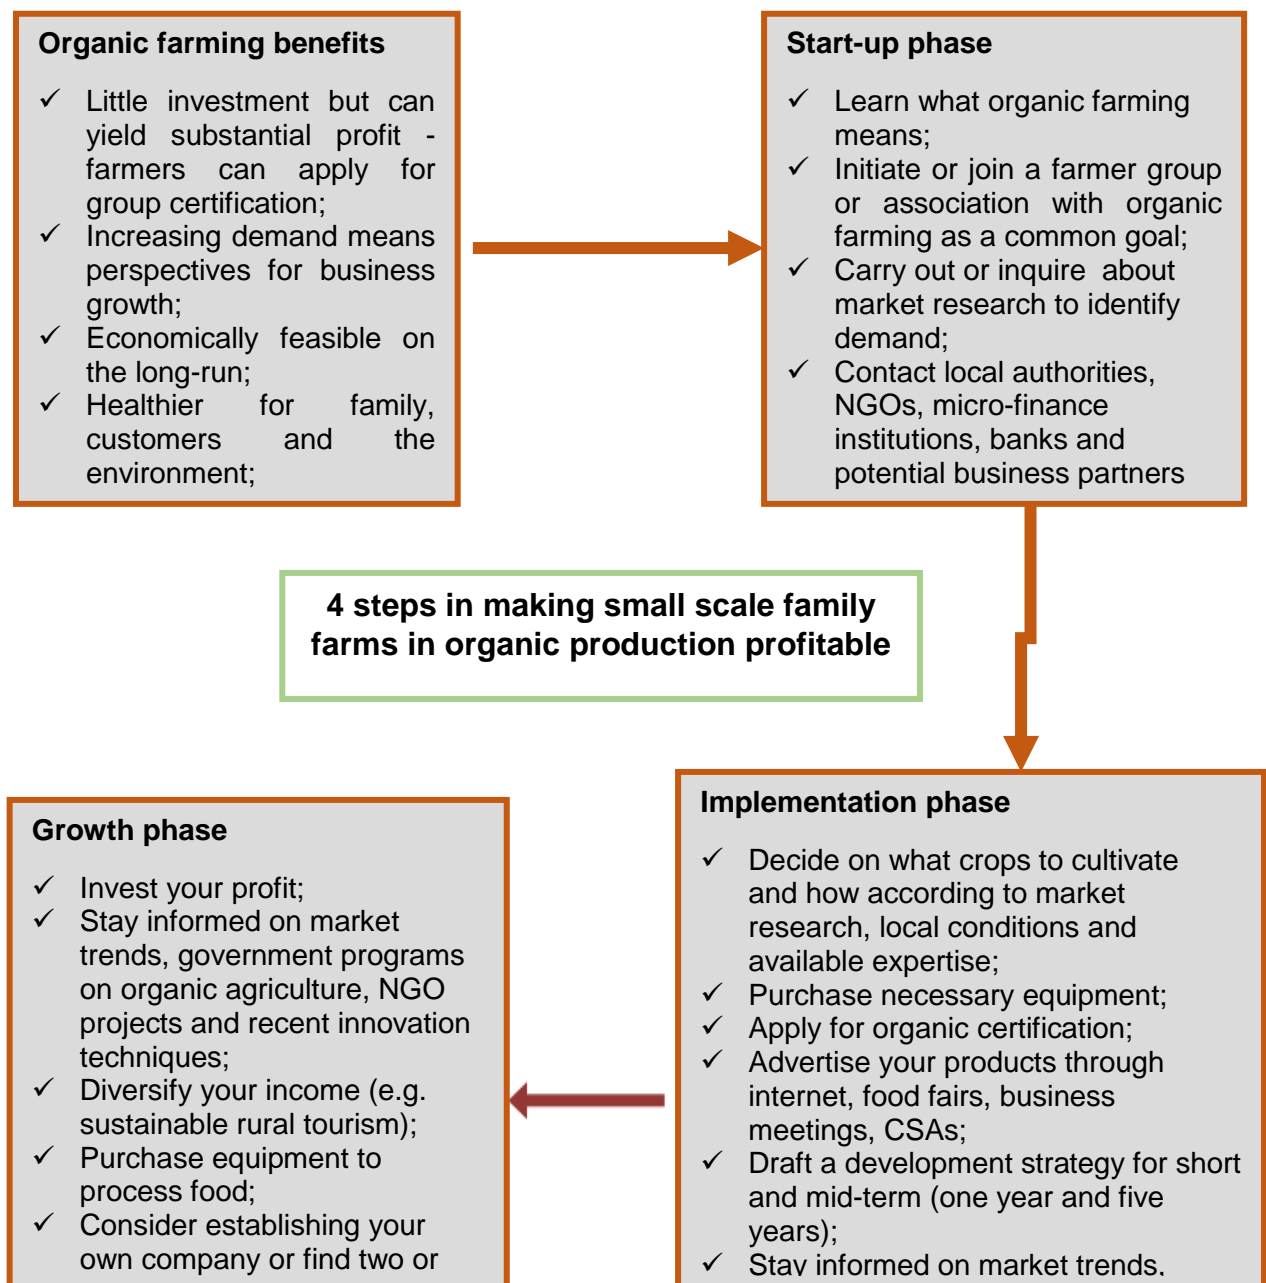 Organic farming benefits
✓ Little investment but can
yield substantial profit -
farmers can apply for
group certification;
✓ Increasing demand means
perspectives for business
growth;
✓ Economically feasible on
the long-run;
✓ Healthier for family,
customers and the
environment;
Start-up phase
✓ Learn what organic farming
means;
✓ Initiate or join a farmer group
or association with organic
farming as a common goal;
✓ Carry out or inquire about
market research to identify
demand;
✓ Contact local authorities,
NGOs, micro-finance
institutions, banks and
potential business partners
4 steps in making small scale family
farms in organic production profitable
Implementation phase
✓ Decide on what crops to cultivate
and how according to market
research, local conditions and
available expertise;
✓ Purchase necessary equipment;
✓ Apply for organic certification;
✓ Advertise your products through
internet, food fairs, business
meetings, CSAs;
✓ Draft a development strategy for short
and mid-term (one year and five
years);
✓ Stay informed on market trends,
Growth phase
✓ Invest your profit;
✓ Stay informed on market
trends, government programs
on organic agriculture, NGO
projects and recent innovation
techniques;
✓ Diversify your income (e.g.
sustainable rural tourism);
✓ Purchase equipment to
process food;
✓ Consider establishing your
own company or find two or